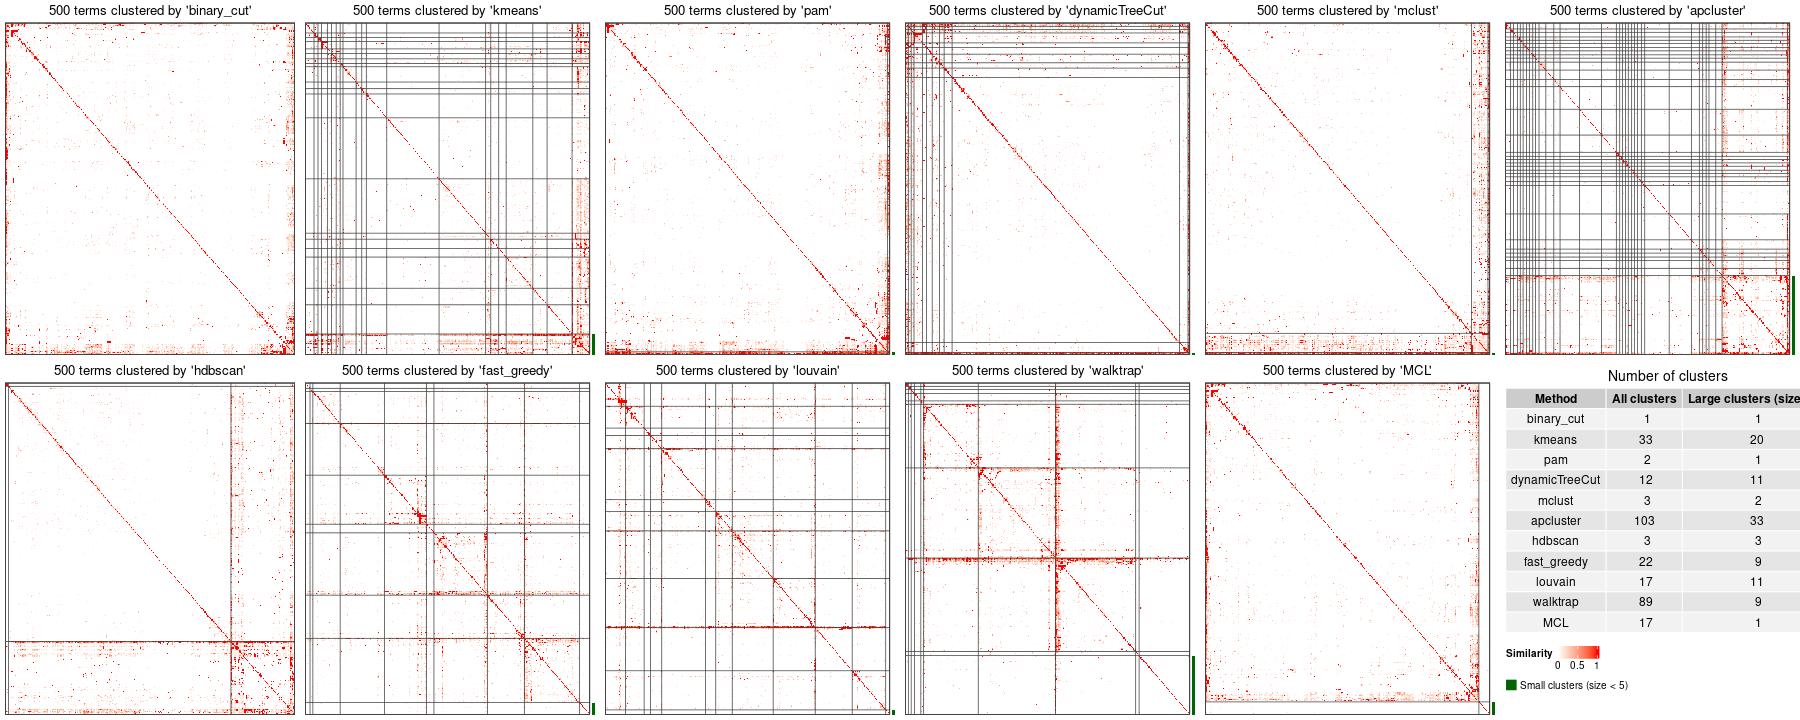 500 terms clustered by 'binary_cut'
500 terms clustered by 'kmeans'
500 terms clustered by 'pam'
500 terms clustered by 'dynamicTreeCut'
500 terms clustered by 'mclust'
500 terms clustered by 'apcluster'
500 terms clustered by 'hdbscan'
500 terms clustered by 'fast_greedy'
500 terms clustered by 'louvain'
500 terms clustered by 'walktrap'
500 terms clustered by 'MCL'
Number of clusters
Method All clusters Large clusters (size
binary_cut 1 1
kmeans 33 20
pam 2 1
dynamicTreeCut 12 11
mclust 3 2
apcluster 103 33
hdbscan 3 3
fast_greedy 22 9
louvain 17 11
walktrap 89 9
MCL 17 1
Similarity
0 0.5 1
Small clusters (size < 5)